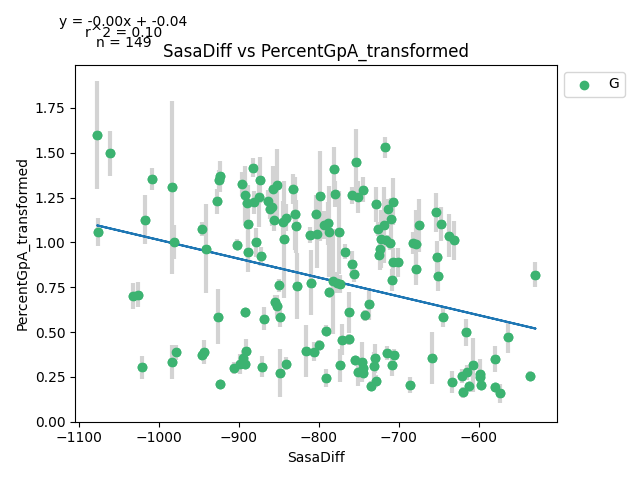 y = -0.00x + -0.04
r^2 = 0.10
n = 149
SasaDiff vs PercentGpA_transformed
G
PercentGpA_transformed
1.75
1.50
1.25
1.00
0.75
0.50
0.25
0.00
−1100 −1000 −900 −800 −700 −600
SasaDiff